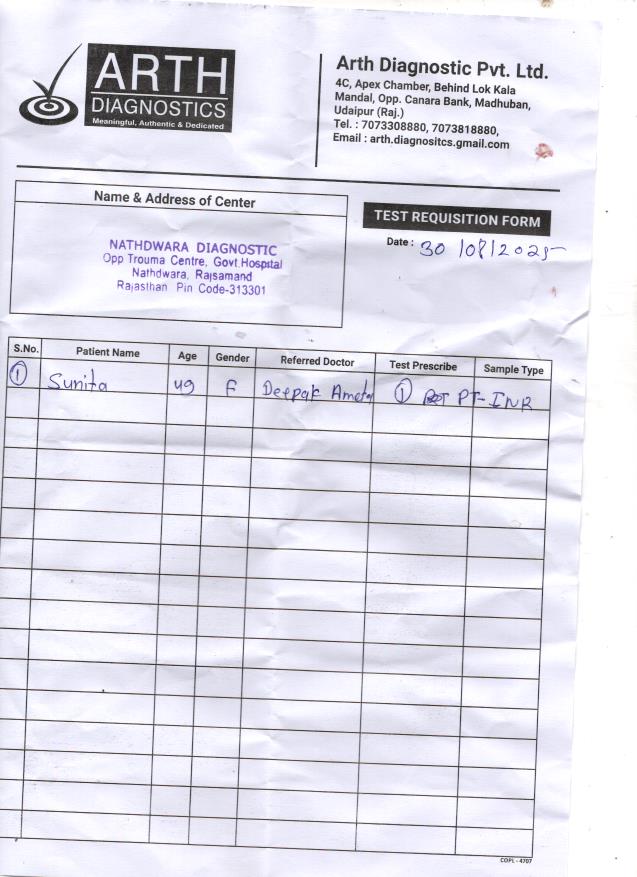 ARTH
DIAGNOSTICS
Meaningful, Authentic & Dedicated
Arth Diagnostic Pvt. Ltd.
4C, Apex Chamber, Behind Lok Kala
Mandal, Opp. Canara Bank, Madhuban,
Udaipur (Raj.)
Tel. : 7073308880, 7073818880,
Email : arth.diagnositcs.gmail.com
Name & Address of Center
NATHDWARA DIAGNOSTIC
Opp Trouma Centre, Govt Hospital
Nathdwara, Rajsamand
Rajasthan Pin Code-313301
TEST REQUISITION FORM
Date : 30/08/2025
S.No. Patient Name Age Gender Referred Doctor Test Prescribe Sample Type
1 Sunita 49 F Deepak Ameta 1 PT-INR
COPL - 4707